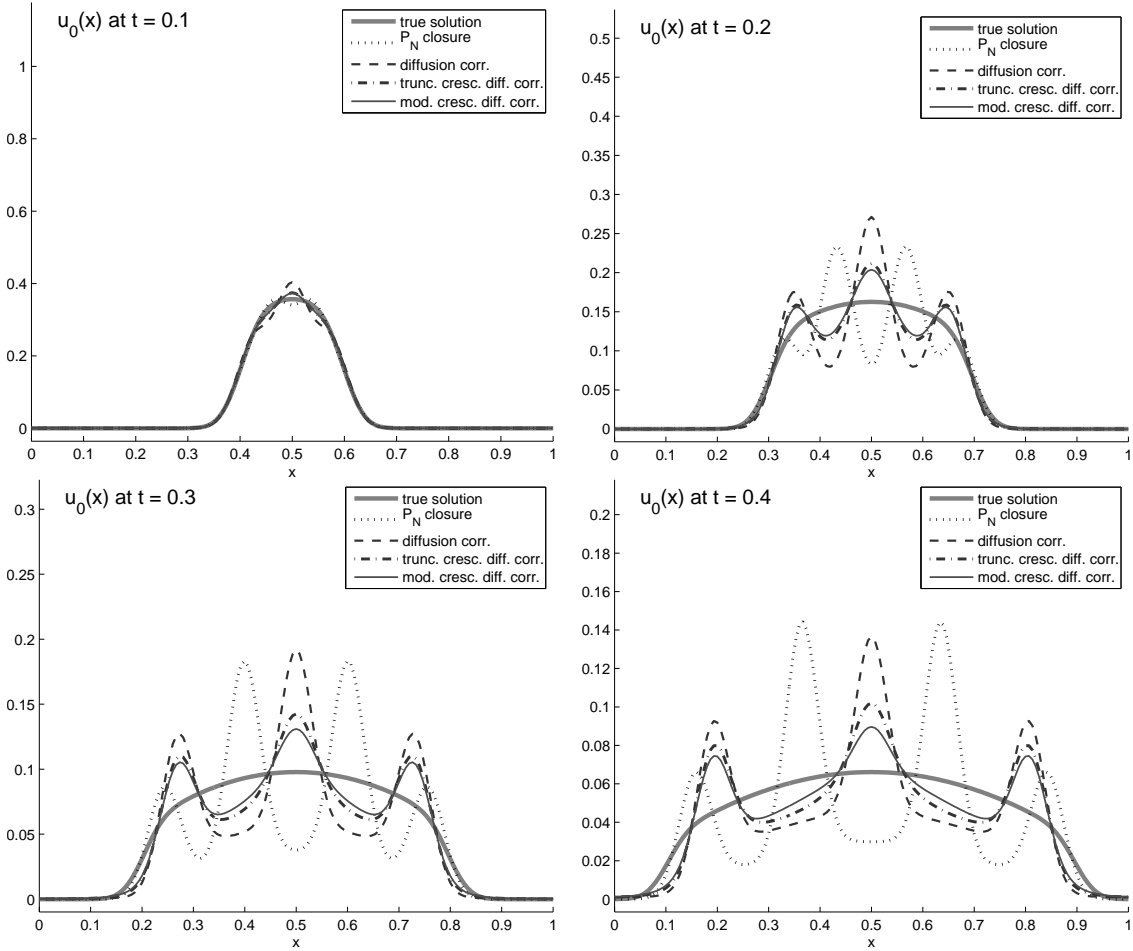 u_0(x) at t = 0.1
true solution
P_N closure
diffusion corr.
trunc. cresc. diff. corr.
mod. cresc. diff. corr.
1
0.8
0.6
0.4
0.2
0
0 0.1 0.2 0.3 0.4 0.5 0.6 0.7 0.8 0.9 1
x
u_0(x) at t = 0.2
true solution
P_N closure
diffusion corr.
trunc. cresc. diff. corr.
mod. cresc. diff. corr.
0.5
0.45
0.4
0.35
0.3
0.25
0.2
0.15
0.1
0.05
0
0 0.1 0.2 0.3 0.4 0.5 0.6 0.7 0.8 0.9 1
x
u_0(x) at t = 0.3
true solution
P_N closure
diffusion corr.
trunc. cresc. diff. corr.
mod. cresc. diff. corr.
0.3
0.25
0.2
0.15
0.1
0.05
0
0 0.1 0.2 0.3 0.4 0.5 0.6 0.7 0.8 0.9 1
x
u_0(x) at t = 0.4
true solution
P_N closure
diffusion corr.
trunc. cresc. diff. corr.
mod. cresc. diff. corr.
0.2
0.18
0.16
0.14
0.12
0.1
0.08
0.06
0.04
0.02
0
0 0.1 0.2 0.3 0.4 0.5 0.6 0.7 0.8 0.9 1
x